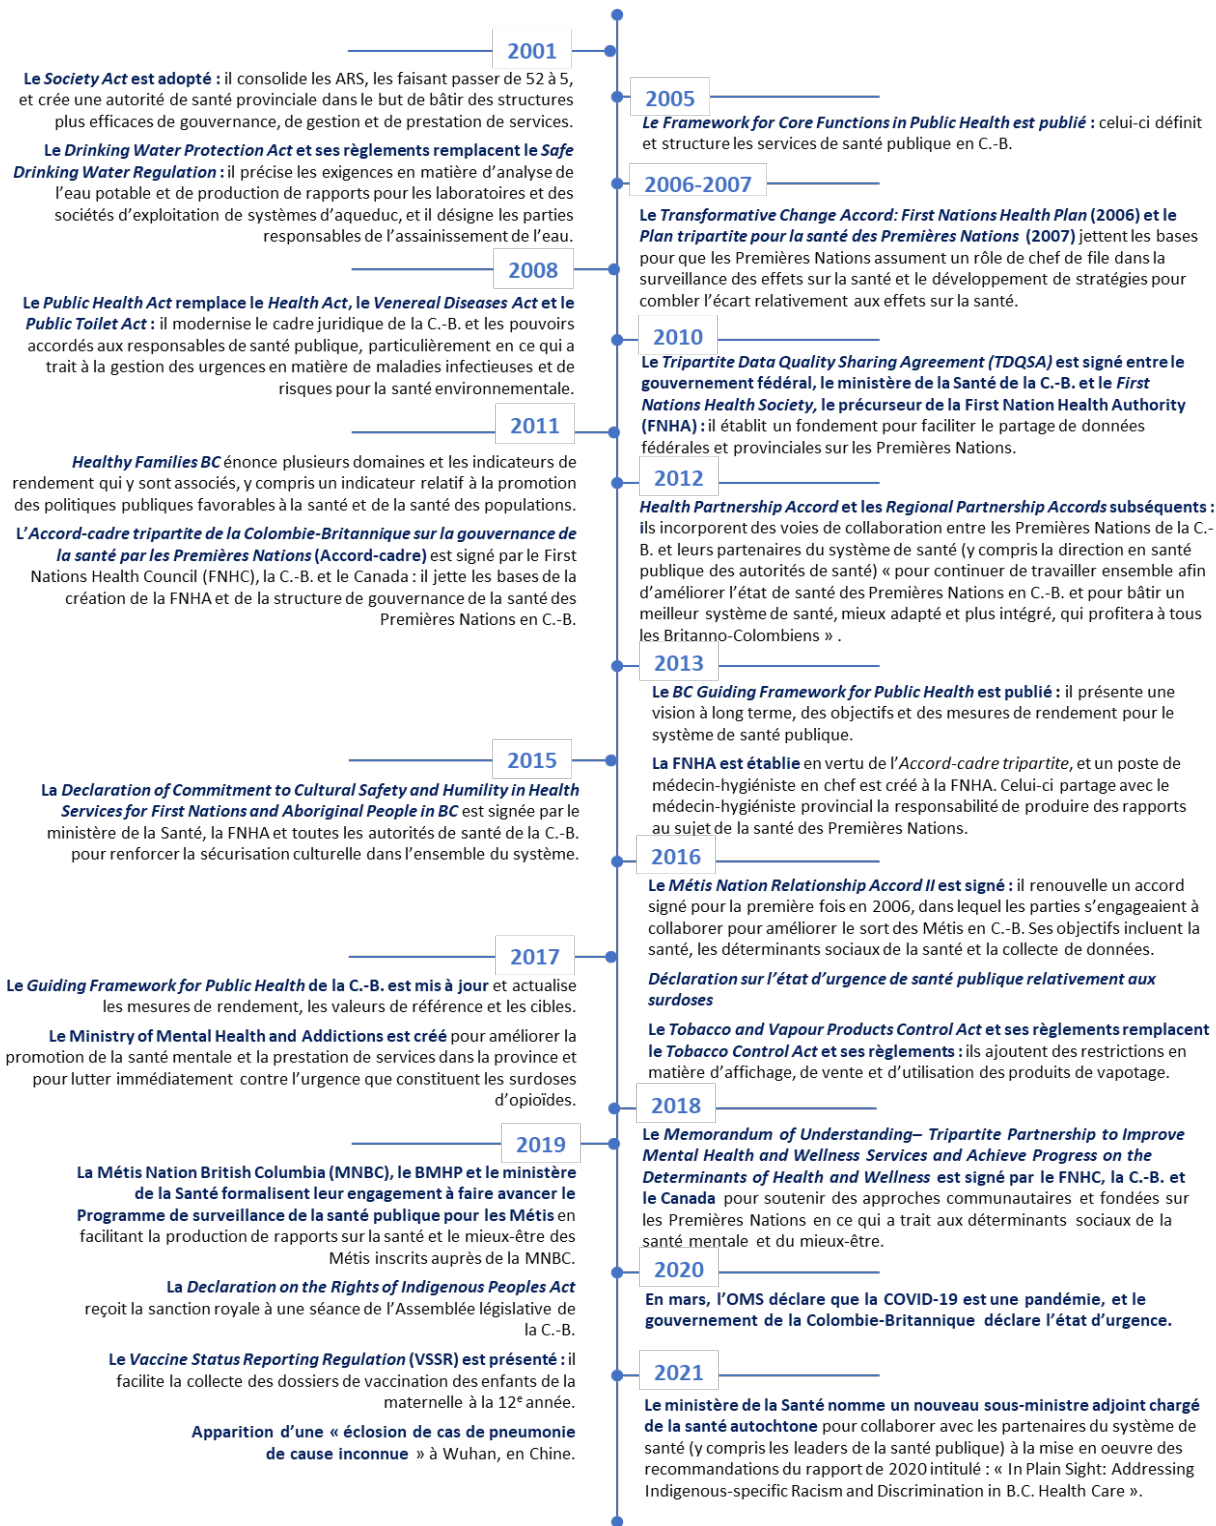 2001
Le Society Act est adopté : il consolide les ARS, les faisant passer de 52 à 5,
et crée une autorité de santé provinciale dans le but de bâtir des structures
plus efficaces de gouvernance, de gestion et de prestation de services.
Le Drinking Water Protection Act et ses règlements remplacent le Safe
Drinking Water Regulation : il précise les exigences en matière d'analyse de
l'eau potable et de production de rapports pour les laboratoires et des
sociétés d'exploitation de systèmes d'aqueduc, et il désigne les parties
responsables de l'assainissement de l'eau.
2005
Le Framework for Core Functions in Public Health est publié : celui-ci définit
et structure les services de santé publique en C.-B.
2006-2007
Le Transformative Change Accord: First Nations Health Plan (2006) et le
Plan tripartite pour la santé des Premières Nations (2007) jettent les bases
pour que les Premières Nations assument un rôle de chef de file dans la
surveillance des effets sur la santé et le développement de stratégies pour
combler l'écart relativement aux effets sur la santé.
2008
Le Public Health Act remplace le Health Act, le Venereal Diseases Act et le
Public Toilet Act : il modernise le cadre juridique de la C.-B. et les pouvoirs
accordés aux responsables de santé publique, particulièrement en ce qui a
trait à la gestion des urgences en matière de maladies infectieuses et de
risques pour la santé environnementale.
2010
Le Tripartite Data Quality Sharing Agreement (TDQSA) est signé entre le
gouvernement fédéral, le ministère de la Santé de la C.-B. et le First
Nations Health Society, le précurseur de la First Nation Health Authority
(FNHA) : il établit un fondement pour faciliter le partage de données
fédérales et provinciales sur les Premières Nations.
2011
Healthy Families BC énonce plusieurs domaines et les indicateurs de
rendement qui y sont associés, y compris un indicateur relatif à la promotion
des politiques publiques favorables à la santé et de la santé des populations.
L'Accord-cadre tripartite de la Colombie-Britannique sur la gouvernance de
la santé par les Premières Nations (Accord-cadre) est signé par le First
Nations Health Council (FNHC), la C.-B. et le Canada : il jette les bases de la
création de la FNHA et de la structure de gouvernance de la santé des
Premières Nations en C.-B.
2012
Health Partnership Accord et les Regional Partnership Accords subséquents :
ils incorporent des voies de collaboration entre les Premières Nations de la C.-
B. et leurs partenaires du système de santé (y compris la direction en santé
publique des autorités de santé) « pour continuer de travailler ensemble afin
d'améliorer l'état de santé des Premières Nations en C.-B. et pour bâtir un
meilleur système de santé, mieux adapté et plus intégré, qui profitera à tous
les Britanno-Colombiens » .
2013
Le BC Guiding Framework for Public Health est publié : il présente une
vision à long terme, des objectifs et des mesures de rendement pour le
système de santé publique.
La FNHA est établie en vertu de l'Accord-cadre tripartite, et un poste de
médecin-hygiéniste en chef est créé à la FNHA. Celui-ci partage avec le
médecin-hygiéniste provincial la responsabilité de produire des rapports
au sujet de la santé des Premières Nations.
2015
La Declaration of Commitment to Cultural Safety and Humility in Health
Services for First Nations and Aboriginal People in BC est signée par le
ministère de la Santé, la FNHA et toutes les autorités de santé de la C.-B.
pour renforcer la sécurisation culturelle dans l'ensemble du système.
2016
Le Métis Nation Relationship Accord II est signé : il renouvelle un accord
signé pour la première fois en 2006, dans lequel les parties s'engageaient à
collaborer pour améliorer le sort des Métis en C.-B. Ses objectifs incluent la
santé, les déterminants sociaux de la santé et la collecte de données.
Déclaration sur l'état d'urgence de santé publique relativement aux
surdoses
Le Tobacco and Vapour Products Control Act et ses règlements remplacent
le Tobacco Control Act et ses règlements : ils ajoutent des restrictions en
matière d'affichage, de vente et d'utilisation des produits de vapotage.
2017
Le Guiding Framework for Public Health de la C.-B. est mis à jour et actualise
les mesures de rendement, les valeurs de référence et les cibles.
Le Ministry of Mental Health and Addictions est créé pour améliorer la
promotion de la santé mentale et la prestation de services dans la province et
pour lutter immédiatement contre l'urgence que constituent les surdoses
d'opioïdes.
2018
Le Memorandum of Understanding– Tripartite Partnership to Improve
Mental Health and Wellness Services and Achieve Progress on the
Determinants of Health and Wellness est signé par le FNHC, la C.-B. et
le Canada pour soutenir des approches communautaires et fondées sur
les Premières Nations en ce qui a trait aux déterminants sociaux de la
santé mentale et du mieux-être.
2019
La Métis Nation British Columbia (MNBC), le BMHP et le ministère
de la Santé formalisent leur engagement à faire avancer le
Programme de surveillance de la santé publique pour les Métis en
facilitant la production de rapports sur la santé et le mieux-être des
Métis inscrits auprès de la MNBC.
La Declaration on the Rights of Indigenous Peoples Act
reçoit la sanction royale à une séance de l'Assemblée législative de
la C.-B.
Le Vaccine Status Reporting Regulation (VSSR) est présenté : il
facilite la collecte des dossiers de vaccination des enfants de la
maternelle à la 12e année.
Apparition d'une « éclosion de cas de pneumonie
de cause inconnue » à Wuhan, en Chine.
2020
En mars, l'OMS déclare que la COVID-19 est une pandémie, et le
gouvernement de la Colombie-Britannique déclare l'état d'urgence.
2021
Le ministère de la Santé nomme un nouveau sous-ministre adjoint chargé
de la santé autochtone pour collaborer avec les partenaires du système de
santé (y compris les leaders de la santé publique) à la mise en oeuvre des
recommandations du rapport de 2020 intitulé : « In Plain Sight: Addressing
Indigenous-specific Racism and Discrimination in B.C. Health Care ».